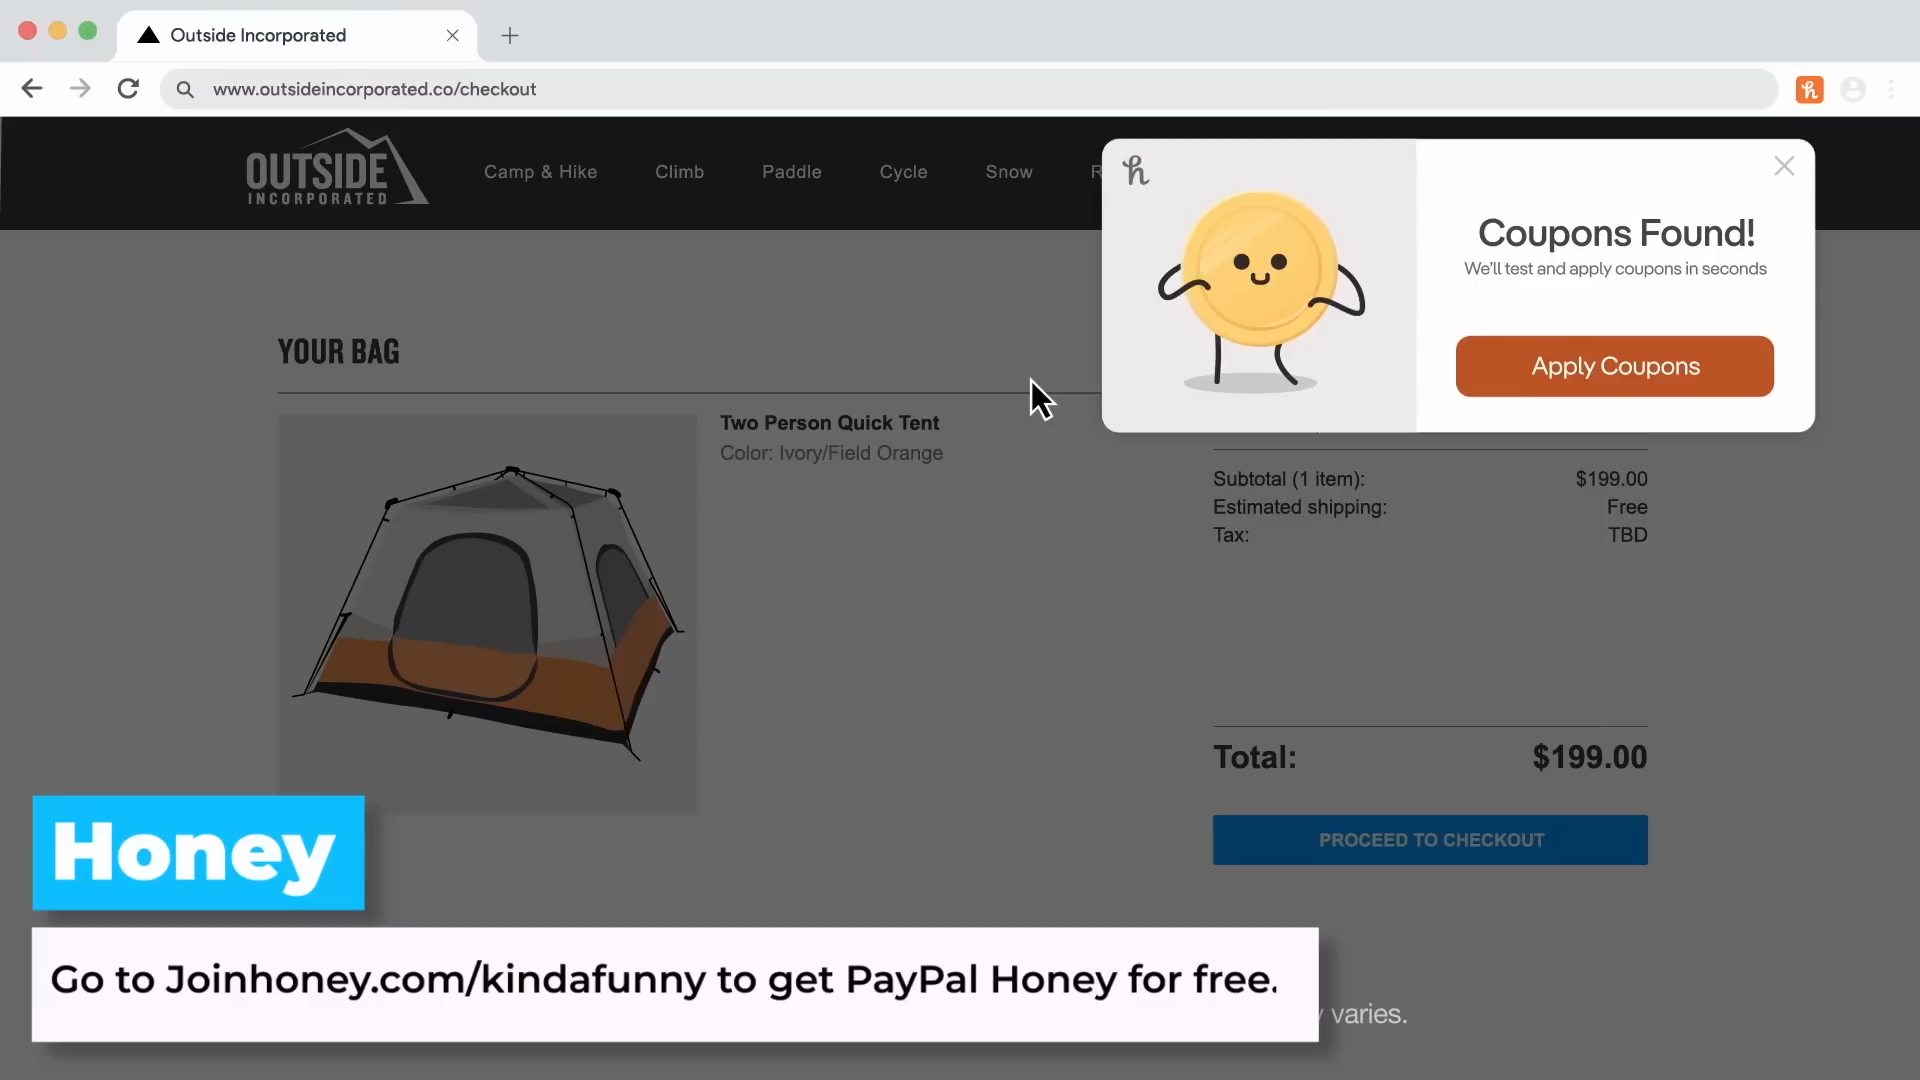 Outside Incorporated
www.outsideincorporated.co/checkout
OUTSIDE
INCORPORATED
Camp & Hike
Climb
Paddle
Cycle
Snow
h
Coupons Found!
We'll test and apply coupons in seconds
Apply Coupons
YOUR BAG
Two Person Quick Tent
Color: Ivory/Field Orange
Subtotal (1 item): $199.00
Estimated shipping: Free
Tax: TBD
Total: $199.00
PROCEED TO CHECKOUT
Honey
Go to Joinhoney.com/kindafunny to get PayPal Honey for free.
varies.